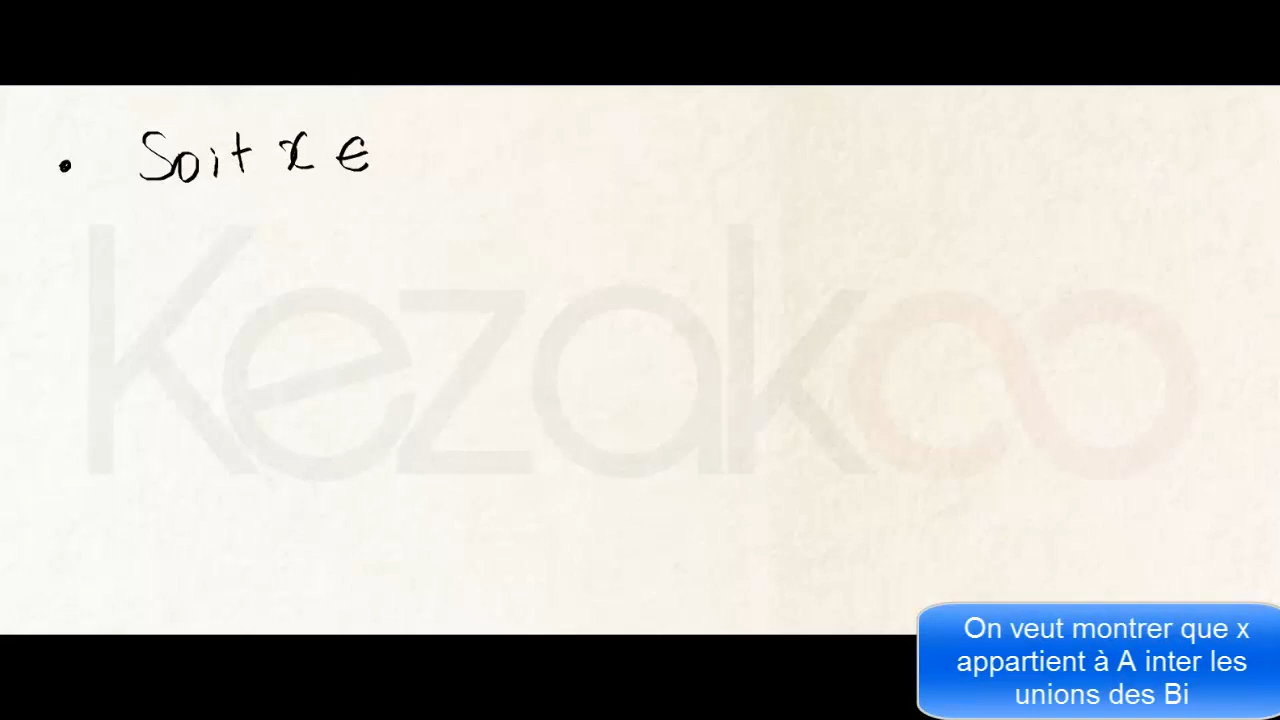 • Soit x ∈
Kezakoo
On veut montrer que x
appartient à A inter les
unions des Bi